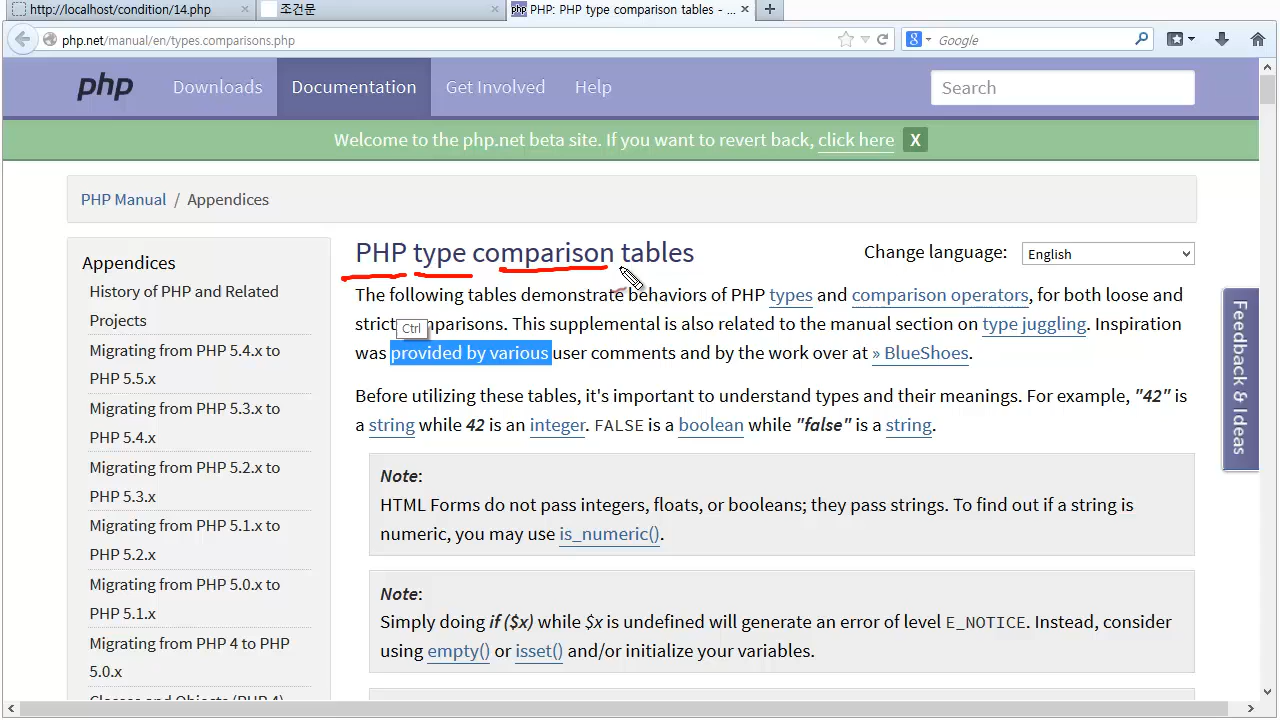 http://localhost/condition/14.php
조건문
php PHP: PHP type comparison tables - ...
php.net/manual/en/types.comparisons.php
Google
php Downloads Documentation Get Involved Help Search
Welcome to the php.net beta site. If you want to revert back, click here X
PHP Manual / Appendices
Appendices
History of PHP and Related
Projects
Migrating from PHP 5.4.x to
PHP 5.5.x
Migrating from PHP 5.3.x to
PHP 5.4.x
Migrating from PHP 5.2.x to
PHP 5.3.x
Migrating from PHP 5.1.x to
PHP 5.2.x
Migrating from PHP 5.0.x to
PHP 5.1.x
Migrating from PHP 4 to PHP
5.0.x
Classes and Objects (PHP 4)
PHP type comparison tables
Change language: English
The following tables demonstrate behaviors of PHP types and comparison operators, for both loose and
strict comparisons. This supplemental is also related to the manual section on type juggling. Inspiration
was provided by various user comments and by the work over at » BlueShoes.
Ctrl
Before utilizing these tables, it's important to understand types and their meanings. For example, "42" is
a string while 42 is an integer. FALSE is a boolean while "false" is a string.
Note:
HTML Forms do not pass integers, floats, or booleans; they pass strings. To find out if a string is
numeric, you may use is_numeric().
Note:
Simply doing if ($x) while $x is undefined will generate an error of level E_NOTICE. Instead, consider
using empty() or isset() and/or initialize your variables.
Feedback & Ideas